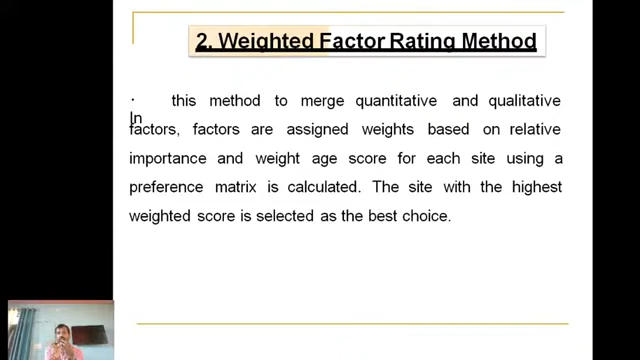 2. Weighted Factor Rating Method
· In this method to merge quantitative and qualitative
factors, factors are assigned weights based on relative
importance and weight age score for each site using a
preference matrix is calculated. The site with the highest
weighted score is selected as the best choice.